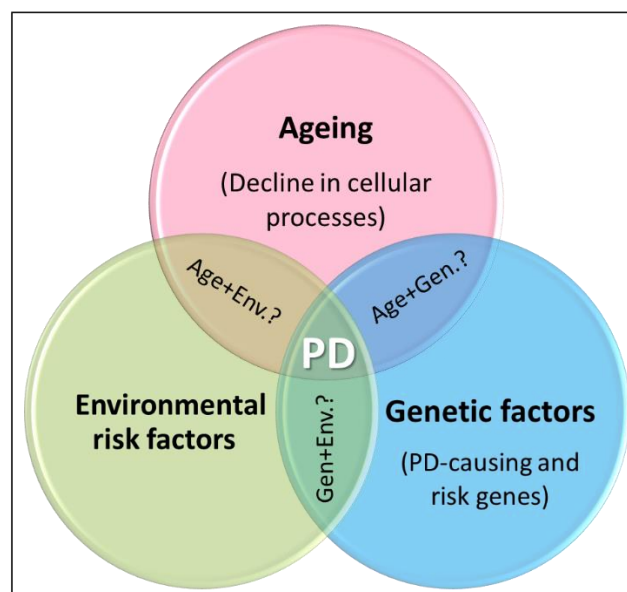 Ageing
(Decline in cellular
processes)
Age+Env.?
Age+Gen.?
PD
Environmental
risk factors
Gen+Env.?
Genetic factors
(PD-causing and
risk genes)